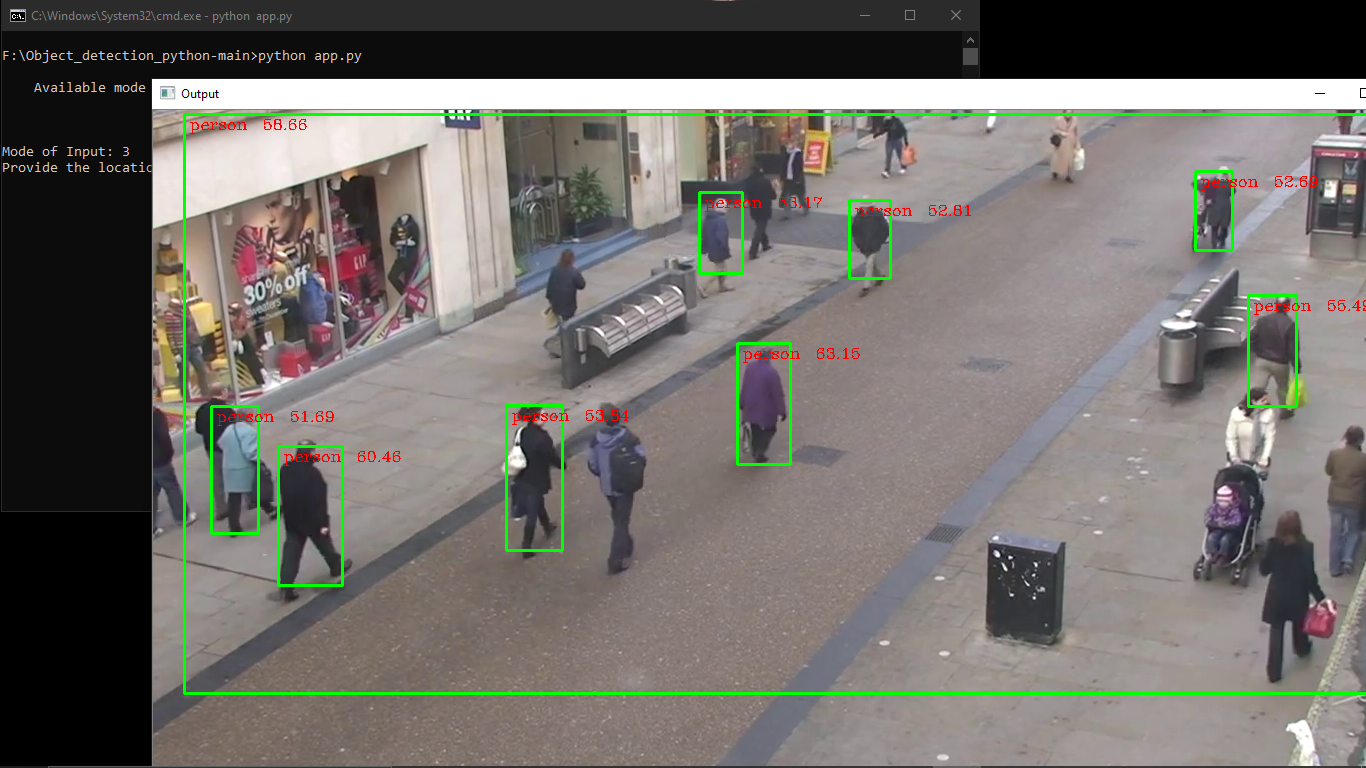 C:\Windows\System32\cmd.exe - python app.py
F:\Object_detection_python-main>python app.py
Available mode
Output
Mode of Input: 3
Provide the locatio
person 58.66
person 53.17
person 52.81
person 52.69
person 55.49
person 63.15
person 51.69
person 53.54
person 60.46
30% off
sweaters
GAP